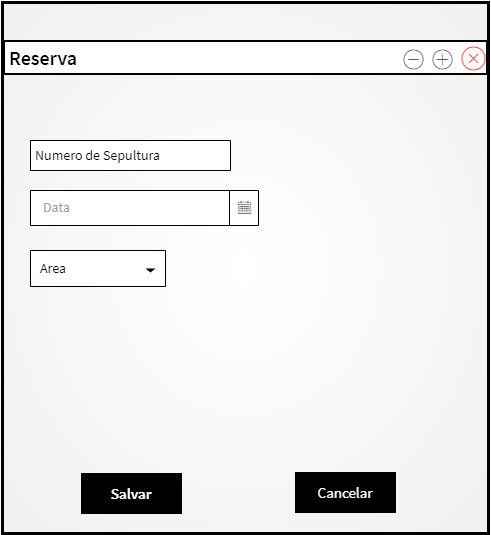 Reserva
Numero de Sepultura
Data
Area
Salvar
Cancelar